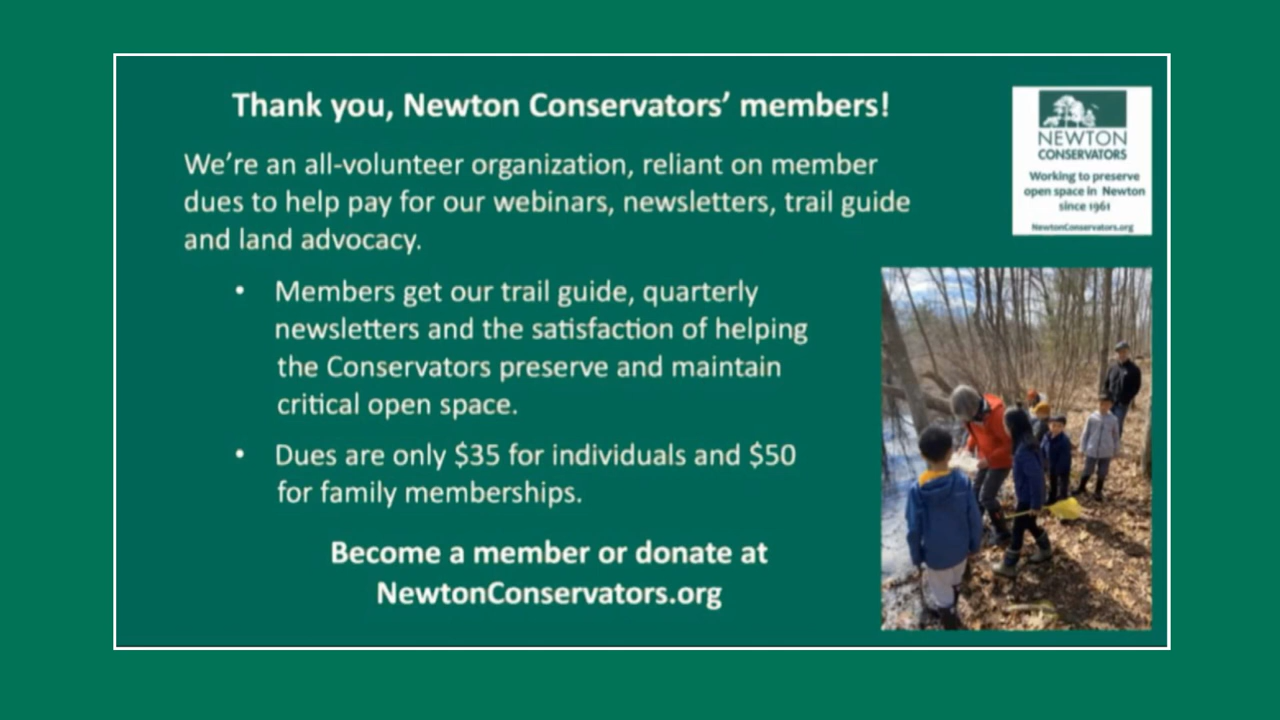 Thank you, Newton Conservators’ members!
We’re an all-volunteer organization, reliant on member
dues to help pay for our webinars, newsletters, trail guide
and land advocacy.
• Members get our trail guide, quarterly
newsletters and the satisfaction of helping
the Conservators preserve and maintain
critical open space.
• Dues are only $35 for individuals and $50
for family memberships.
Become a member or donate at
NewtonConservators.org
NEWTON
CONSERVATORS
Working to preserve
open space in Newton
since 1961
NewtonConservators.org